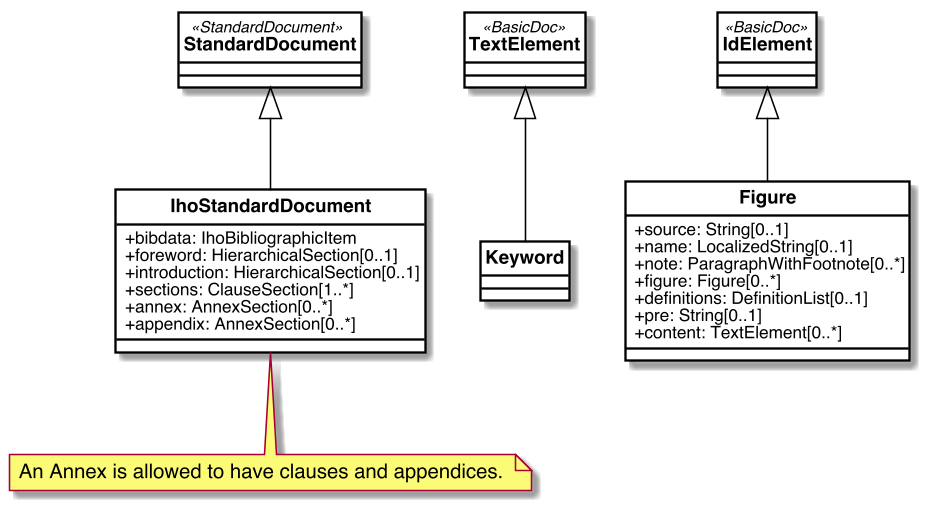 «StandardDocument»
StandardDocument
«BasicDoc»
TextElement
«BasicDoc»
IdElement
IhoStandardDocument
+bibdata: IhoBibliographicItem
+foreword: HierarchicalSection[0..1]
+introduction: HierarchicalSection[0..1]
+sections: ClauseSection[1..*]
+annex: AnnexSection[0..*]
+appendix: AnnexSection[0..*]
Keyword
Figure
+source: String[0..1]
+name: LocalizedString[0..1]
+note: ParagraphWithFootnote[0..*]
+figure: Figure[0..*]
+definitions: DefinitionList[0..1]
+pre: String[0..1]
+content: TextElement[0..*]
An Annex is allowed to have clauses and appendices.